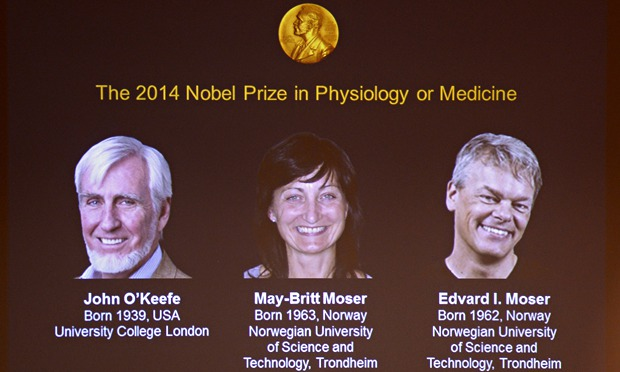 The 2014 Nobel Prize in Physiology or Medicine
John O'Keefe
Born 1939, USA
University College London
May-Britt Moser
Born 1963, Norway
Norwegian University
of Science and
Technology, Trondheim
Edvard I. Moser
Born 1962, Norway
Norwegian University
of Science and
Technology, Trondheim